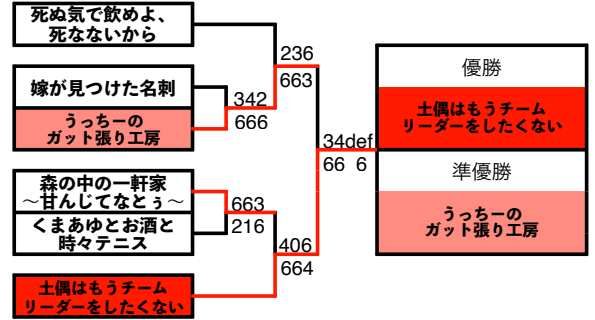 死ぬ気で飲めよ、
死なないから
嫁が見つけた名刺
うっちーの
ガット張り工房
森の中の一軒家
～甘んじてなとぅ～
くまあゆとお酒と
時々テニス
土偶はもうチーム
リーダーをしたくない
342
666
663
216
236
663
406
664
34def
66 6
優勝
土偶はもうチーム
リーダーをしたくない
準優勝
うっちーの
ガット張り工房